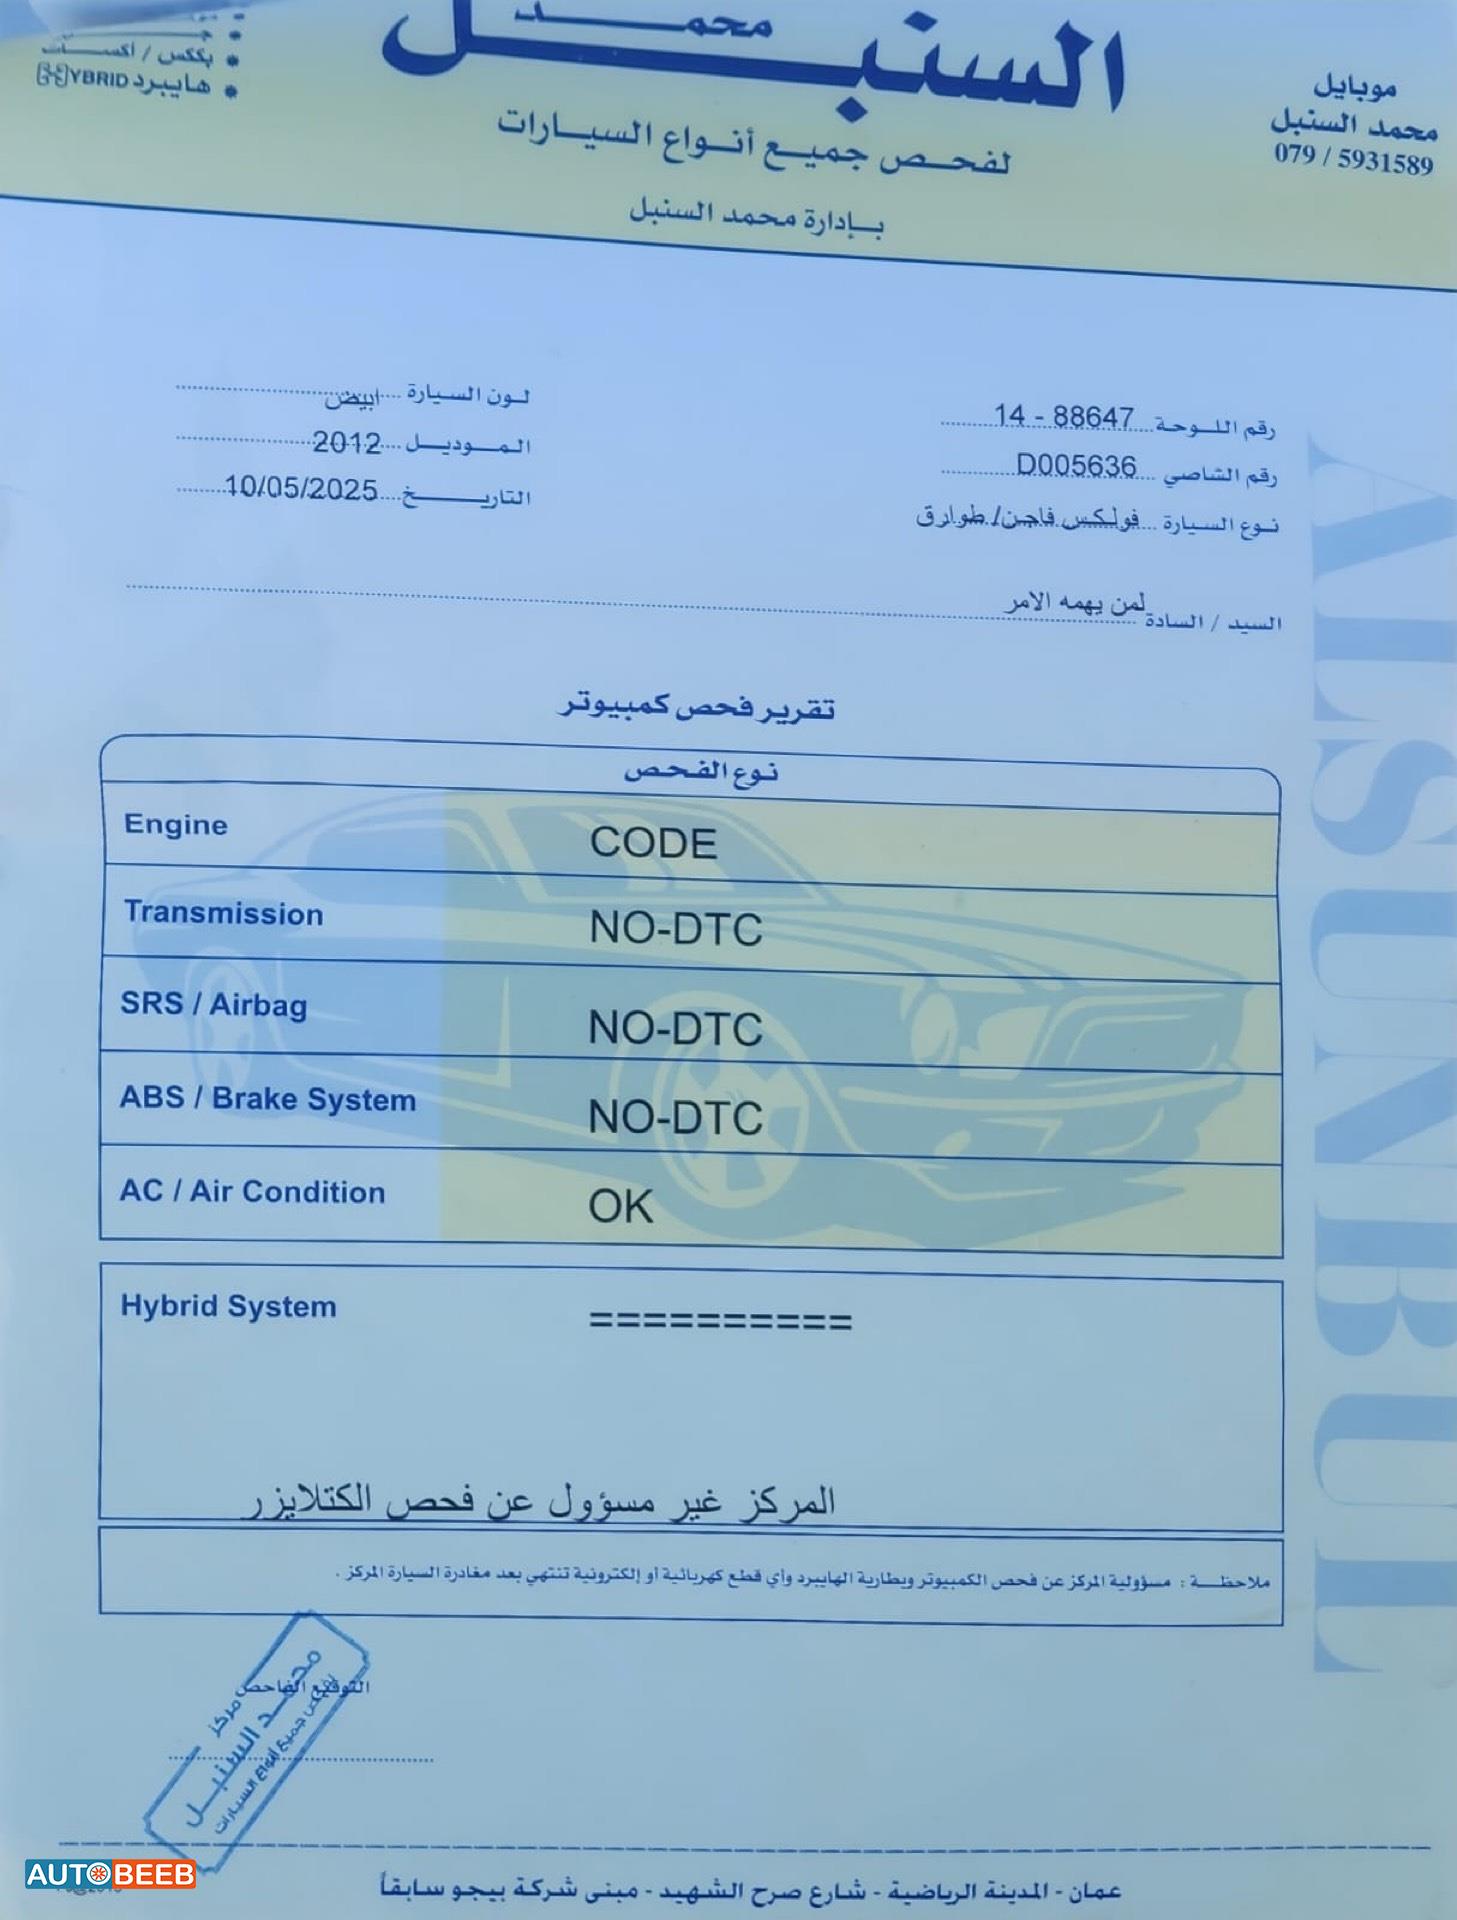 محمد
السنبل
لفحص جميع أنواع السيارات
بإدارة محمد السنبل
موبايل
محمد السنبل
079 / 5931589
بككس / أكسات
هايبرد HYBRID
رقم اللوحة 14 - 88647
رقم الشاصي D005636
نوع السيارة فولكس فاجن/ طوارق
لون السيارة ابيض
الموديل 2012
التاريخ 10/05/2025
السيد / السادة لمن يهمه الامر
تقرير فحص كمبيوتر
نوع الفحص
Engine CODE
Transmission NO-DTC
SRS / Airbag NO-DTC
ABS / Brake System NO-DTC
AC / Air Condition OK
Hybrid System ==========
المركز غير مسؤول عن فحص الكتلايزر
ملاحظة : مسؤولية المركز عن فحص الكمبيوتر وبطارية الهايبرد وأي قطع كهربائية أو إلكترونية تنتهي بعد مغادرة السيارة المركز .
التوقيع الفاحص
مركز
محمد السنبل
لفحص جميع أنواع السيارات
عمان - المدينة الرياضية - شارع صرح الشهيد - مبنى شركة بيجو سابقاً
ALSUNBUL
AUTOBEEB